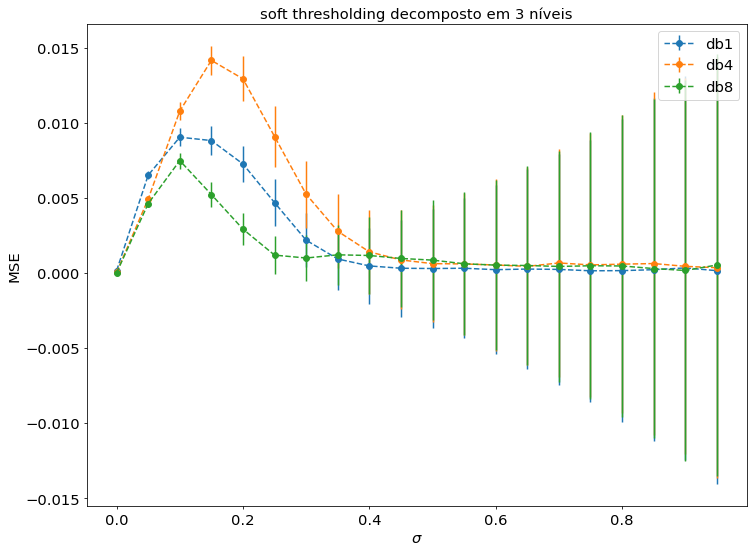 soft thresholding decomposto em 3 níveis
db1
db4
db8
MSE
0.015
0.010
0.005
0.000
−0.005
−0.010
−0.015
0.0 0.2 0.4 0.6 0.8
σ